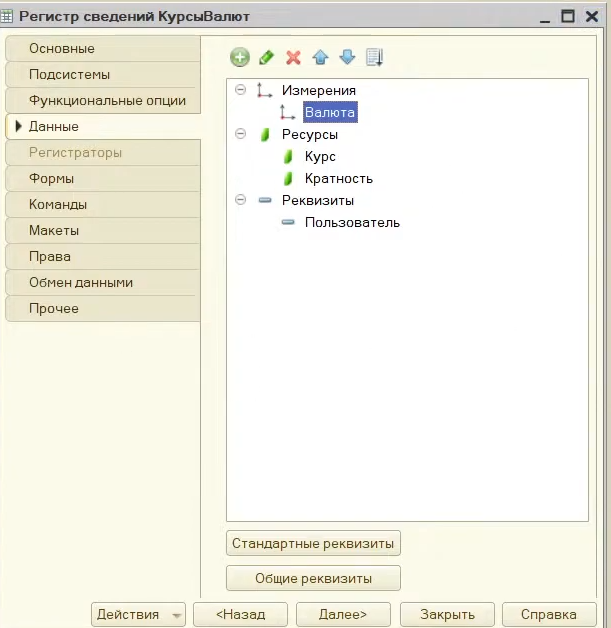 Регистр сведений КурсыВалют
Основные
Подсистемы
Функциональные опции
Данные
Регистраторы
Формы
Команды
Макеты
Права
Обмен данными
Прочее
Измерения
Валюта
Ресурсы
Курс
Кратность
Реквизиты
Пользователь
Стандартные реквизиты
Общие реквизиты
Действия
<Назад
Далее>
Закрыть
Справка